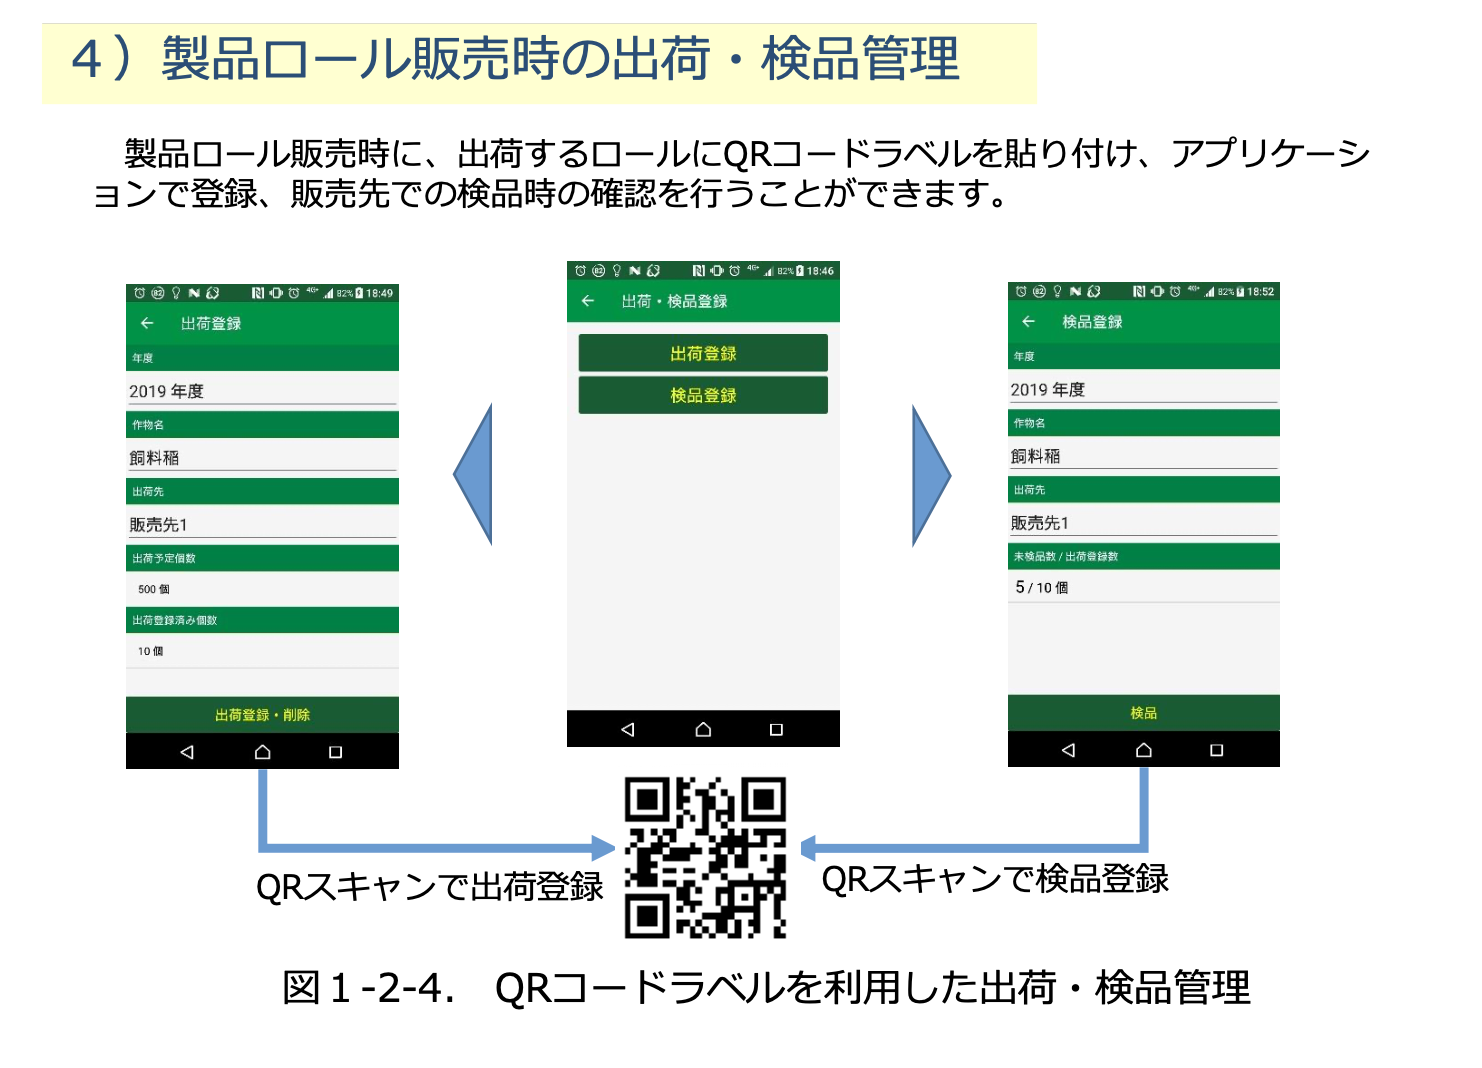 ４）製品ロール販売時の出荷・検品管理
製品ロール販売時に、出荷するロールにQRコードラベルを貼り付け、アプリケーシ
ョンで登録、販売先での検品時の確認を行うことができます。
82 4G+ 82% 18:49
出荷登録
年度
2019 年度
作物名
飼料稲
出荷先
販売先1
出荷予定個数
500 個
出荷登録済み個数
10 個
出荷登録・削除
82 4G+ 82% 18:46
出荷・検品登録
出荷登録
検品登録
82 4G+ 82% 18:52
検品登録
年度
2019 年度
作物名
飼料稲
出荷先
販売先1
未検品数 / 出荷登録数
5 / 10 個
検品
QRスキャンで出荷登録
QRスキャンで検品登録
図１-2-4.　QRコードラベルを利用した出荷・検品管理